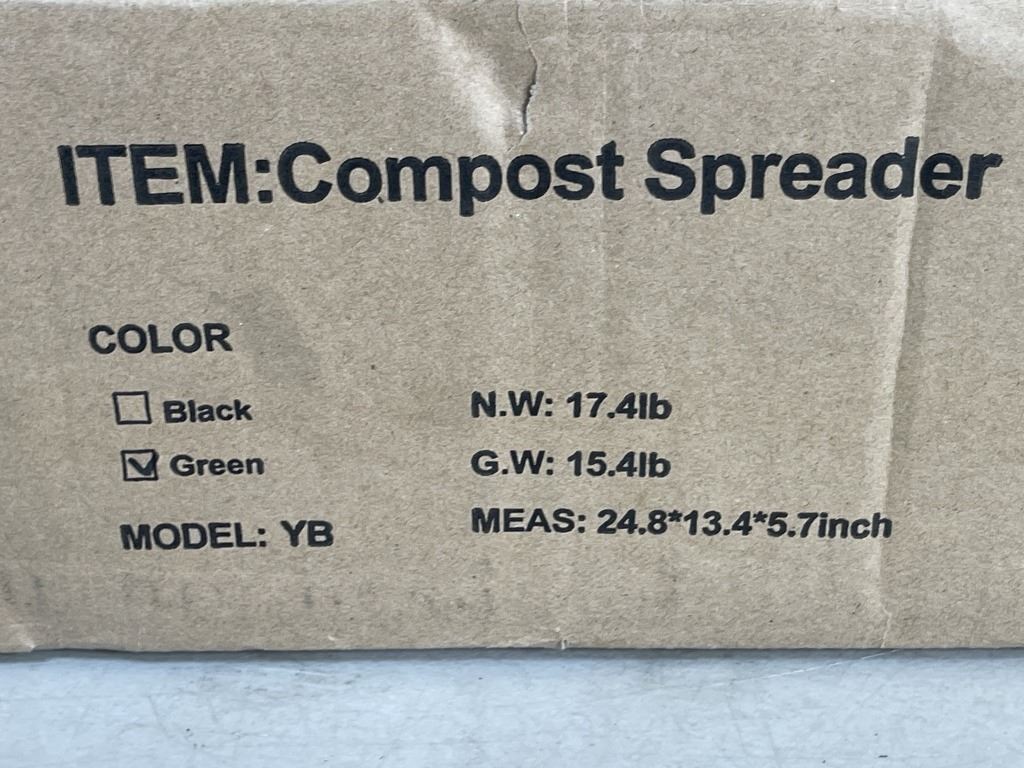 ITEM:Compost Spreader
COLOR
Black
Green
MODEL: YB
N.W: 17.4lb
G.W: 15.4lb
MEAS: 24.8*13.4*5.7inch